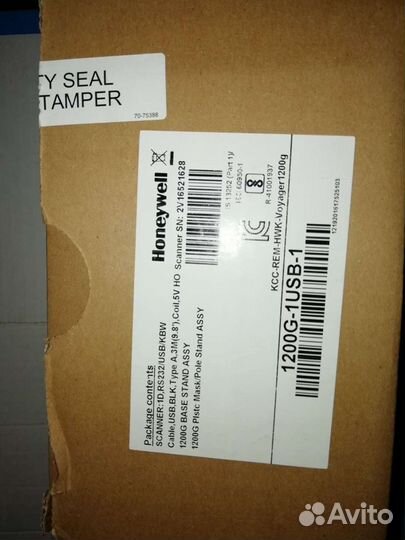 TY SEAL
TAMPER
70-75388
Honeywell
Scanner SN: 2V16521628
IS 13252 (Part 1)/
IEC 60950-1
R-41001937
KCC-REM-HWK-Voyager1200g
1200G-1USB-1
Package contents
SCANNER:1D,RS232/USB/KBW
Cable,USB,BLK,Type A,3M(9.8'),Coil,5V HO
1200G BASE STAND ASSY
1200G Plstc Mask/Pole Stand ASSY
Avito